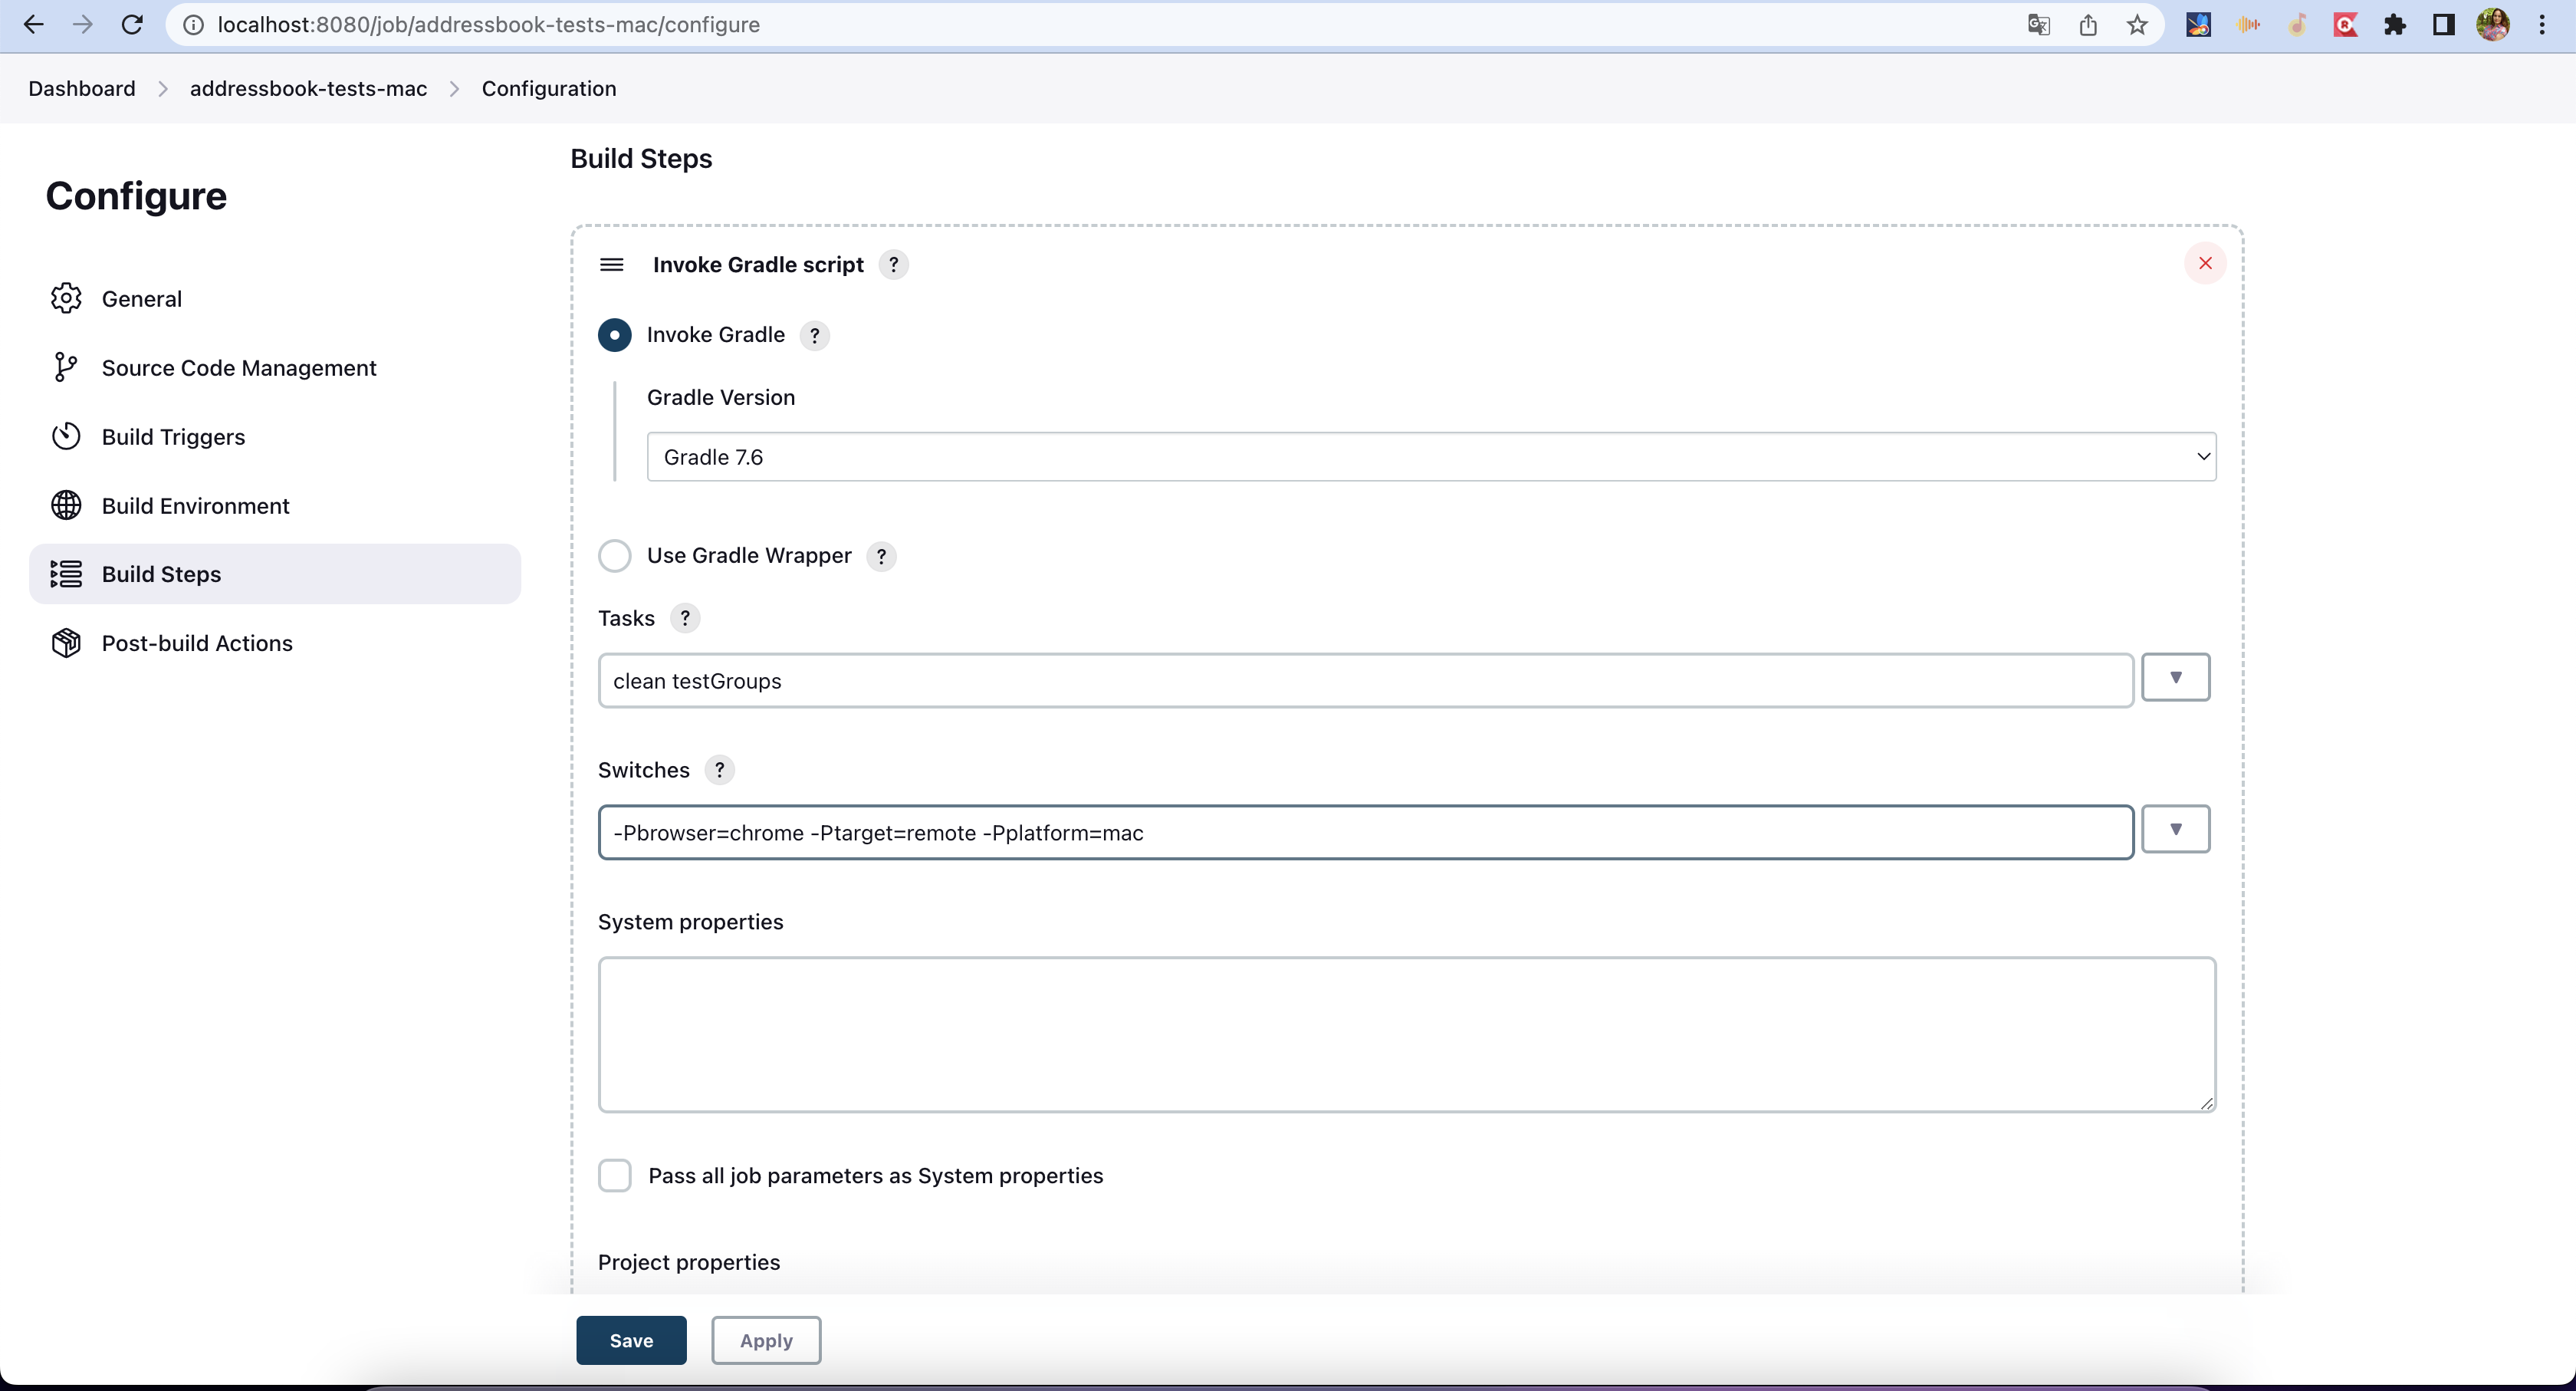 localhost:8080/job/addressbook-tests-mac/configure
Dashboard > addressbook-tests-mac > Configuration
Configure
General
Source Code Management
Build Triggers
Build Environment
Build Steps
Post-build Actions
Build Steps
Invoke Gradle script ?
Invoke Gradle ?
Gradle Version
Gradle 7.6
Use Gradle Wrapper ?
Tasks ?
clean testGroups
Switches ?
-Pbrowser=chrome -Ptarget=remote -Pplatform=mac
System properties
Pass all job parameters as System properties
Project properties
Save
Apply